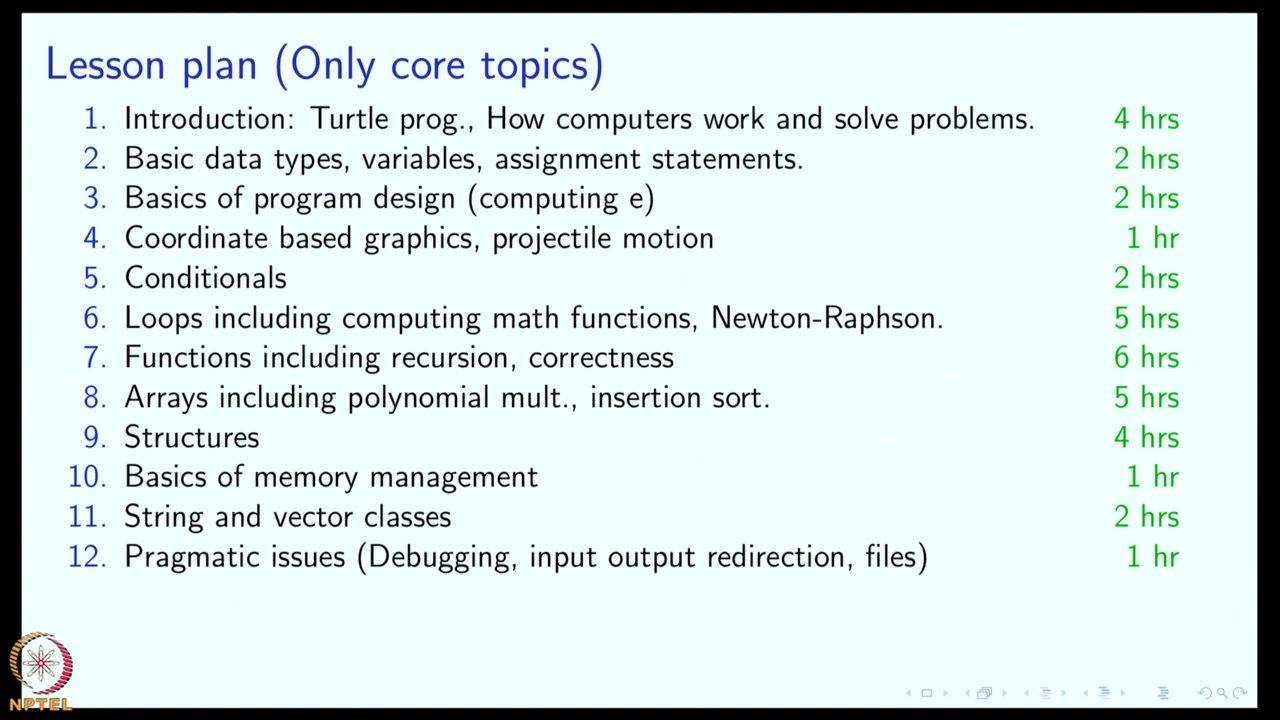 Lesson plan (Only core topics)
1. Introduction: Turtle prog., How computers work and solve problems. 4 hrs
2. Basic data types, variables, assignment statements. 2 hrs
3. Basics of program design (computing e) 2 hrs
4. Coordinate based graphics, projectile motion 1 hr
5. Conditionals 2 hrs
6. Loops including computing math functions, Newton-Raphson. 5 hrs
7. Functions including recursion, correctness 6 hrs
8. Arrays including polynomial mult., insertion sort. 5 hrs
9. Structures 4 hrs
10. Basics of memory management 1 hr
11. String and vector classes 2 hrs
12. Pragmatic issues (Debugging, input output redirection, files) 1 hr
NPTEL